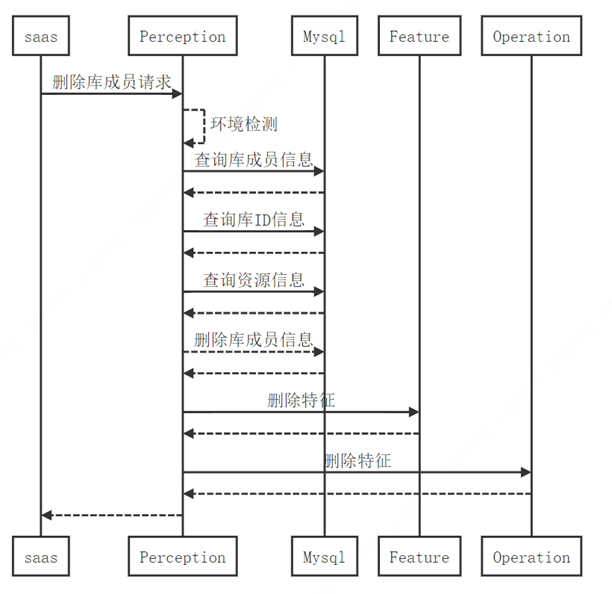 saas Perception Mysql Feature Operation
删除库成员请求
环境检测
查询库成员信息
查询库ID信息
查询资源信息
删除库成员信息
删除特征
删除特征
saas Perception Mysql Feature Operation